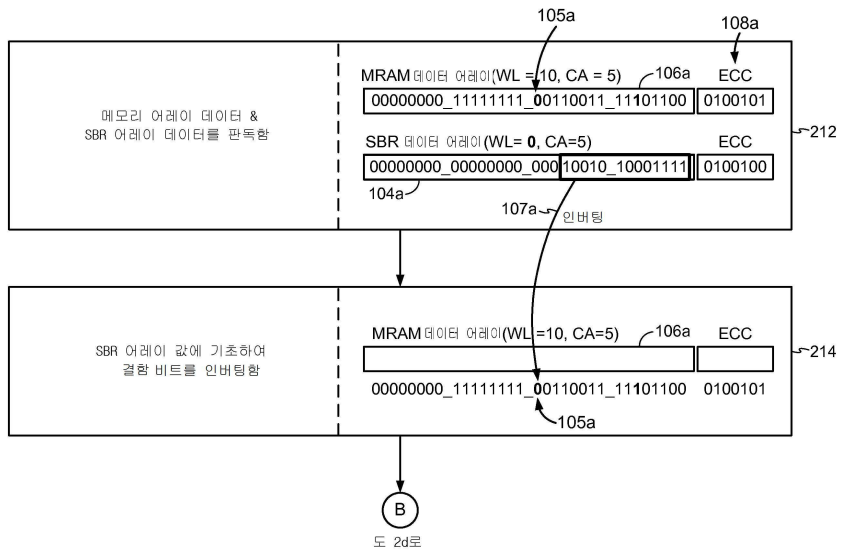 105a
108a
MRAM 데이터 어레이(WL = 10, CA = 5)
106a
ECC
00000000_11111111_00110011_11101100
0100101
메모리 어레이 데이터 &
SBR 어레이 데이터를 판독함
SBR 데이터 어레이(WL= 0, CA=5)
ECC
212
00000000_00000000_00010010_10001111
0100100
104a
107a
인버팅
MRAM 데이터 어레이(WL =10, CA=5)
106a
ECC
SBR 어레이 값에 기초하여
결함 비트를 인버팅함
214
00000000_11111111_00110011_11101100
0100101
105a
B
도 2d로